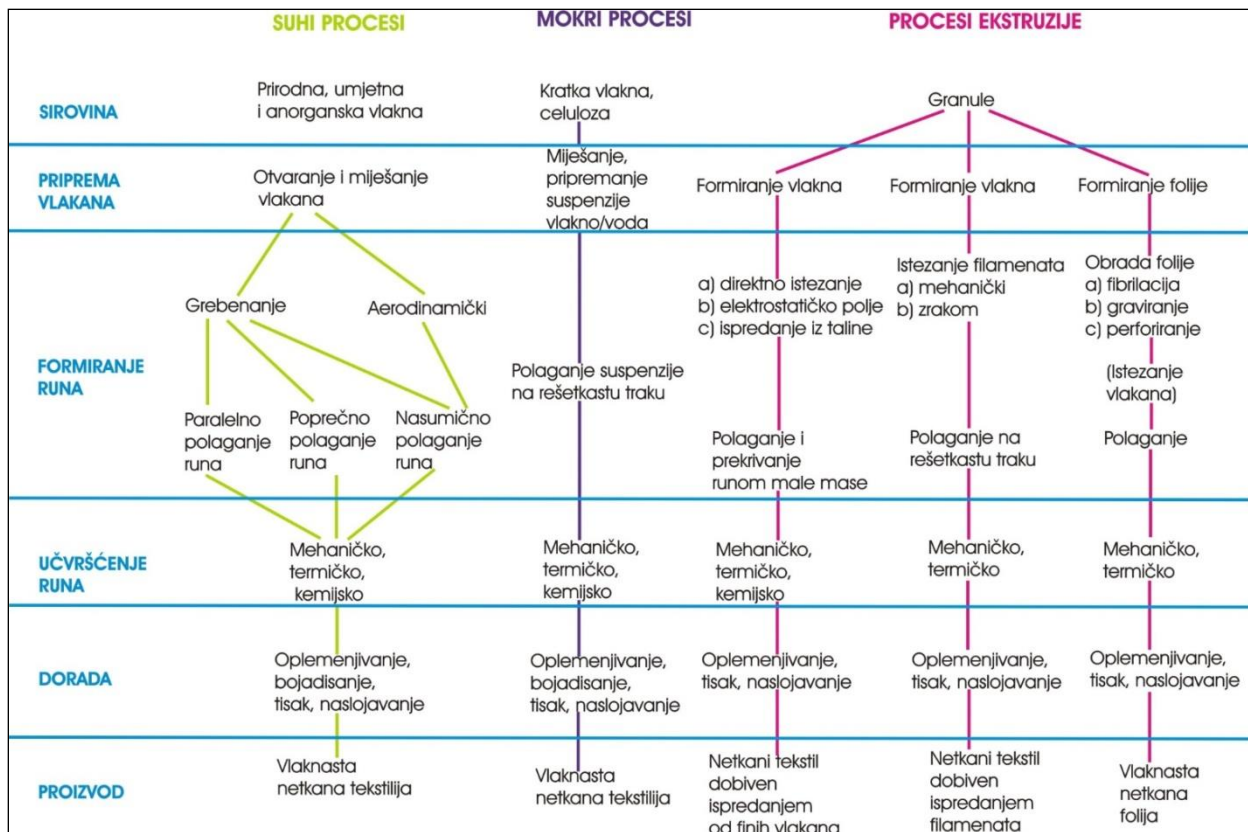 SUHI PROCESI
MOKRI PROCESI
PROCESI EKSTRUZIJE
SIROVINA
Prirodna, umjetna
i anorganska vlakna
Kratka vlakna,
celuloza
Granule
PRIPREMA
VLAKANA
Otvaranje i miješanje
vlakana
Miješanje,
pripremanje
suspenzije
vlakno/voda
Formiranje vlakna
Formiranje vlakna
Formiranje folije
FORMIRANJE
RUNA
Grebenanje
Aerodinamički
Paralelno
polaganje
runa
Poprečno
polaganje
runa
Nasumično
polaganje
runa
Polaganje suspenzije
na rešetkastu traku
a) direktno istezanje
b) elektrostatičko polje
c) ispredanje iz taline
Polaganje i
prekrivanje
runom male mase
Istezanje filamenata
a) mehanički
b) zrakom
Polaganje na
rešetkastu traku
Obrada folije
a) fibrilacija
b) graviranje
c) perforiranje
(Istezanje
vlakana)
Polaganje
UČVRŠĆENJE
RUNA
Mehaničko,
termičko,
kemijsko
Mehaničko,
termičko,
kemijsko
Mehaničko,
termičko,
kemijsko
Mehaničko,
termičko
Mehaničko,
termičko
DORADA
Oplemenjivanje,
bojadisanje,
tisak, naslojavanje
Oplemenjivanje,
bojadisanje,
tisak, naslojavanje
Oplemenjivanje,
tisak, naslojavanje
Oplemenjivanje,
tisak, naslojavanje
Oplemenjivanje,
tisak, naslojavanje
PROIZVOD
Vlaknasta
netkana tekstilija
Vlaknasta
netkana tekstilija
Netkani tekstil
dobiven
ispredanjem
od finih vlakana
Netkani tekstil
dobiven
ispredanjem
filamenata
Vlaknasta
netkana
folija